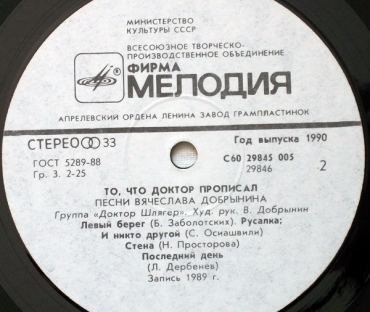 МИНИСТЕРСТВО
КУЛЬТУРЫ СССР
ВСЕСОЮЗНОЕ ТВОРЧЕСКО-
ПРОИЗВОДСТВЕННОЕ ОБЪЕДИНЕНИЕ
ФИРМА
МЕЛОДИЯ
АПРЕЛЕВСКИЙ ОРДЕНА ЛЕНИНА ЗАВОД ГРАМПЛАСТИНОК
СТЕРЕО 33
Год выпуска 1990
ГОСТ 5289-88
Гр. 3. 2-25
С60 29845 005
29846
2
ТО, ЧТО ДОКТОР ПРОПИСАЛ
ПЕСНИ ВЯЧЕСЛАВА ДОБРЫНИНА
Группа «Доктор Шлягер». Худ. рук. В. Добрынин
Левый берег (Б. Заболотских). Русалка;
И никто другой (С. Осиашвили)
Стена (Н. Просторова)
Последний день
(Л. Дербенев)
Запись 1989 г.